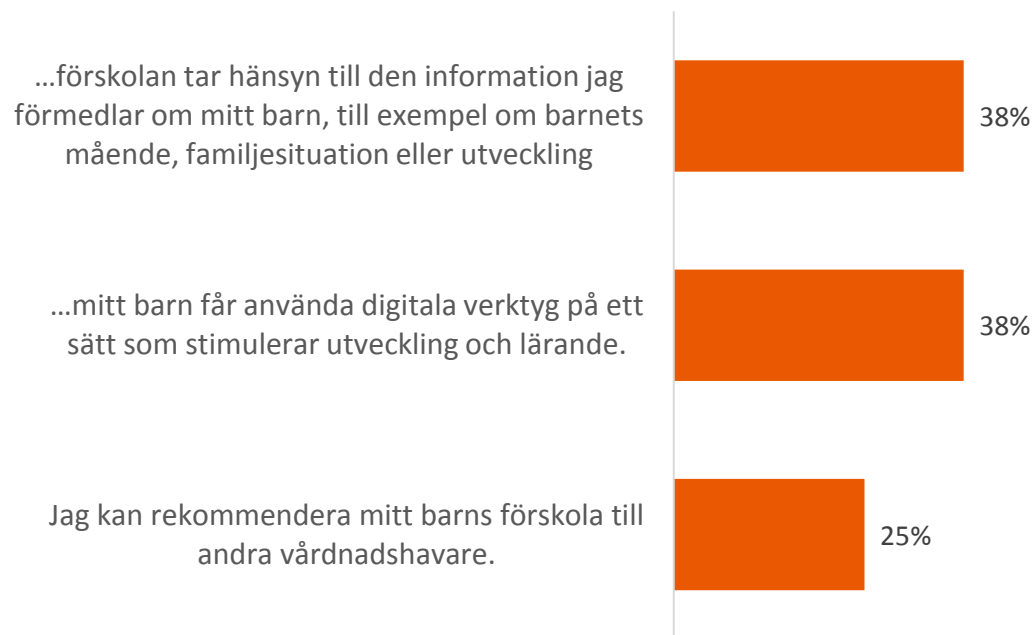 …förskolan tar hänsyn till den information jag
förmedlar om mitt barn, till exempel om barnets
mående, familjesituation eller utveckling
38%
…mitt barn får använda digitala verktyg på ett
sätt som stimulerar utveckling och lärande.
38%
Jag kan rekommendera mitt barns förskola till
andra vårdnadshavare.
25%